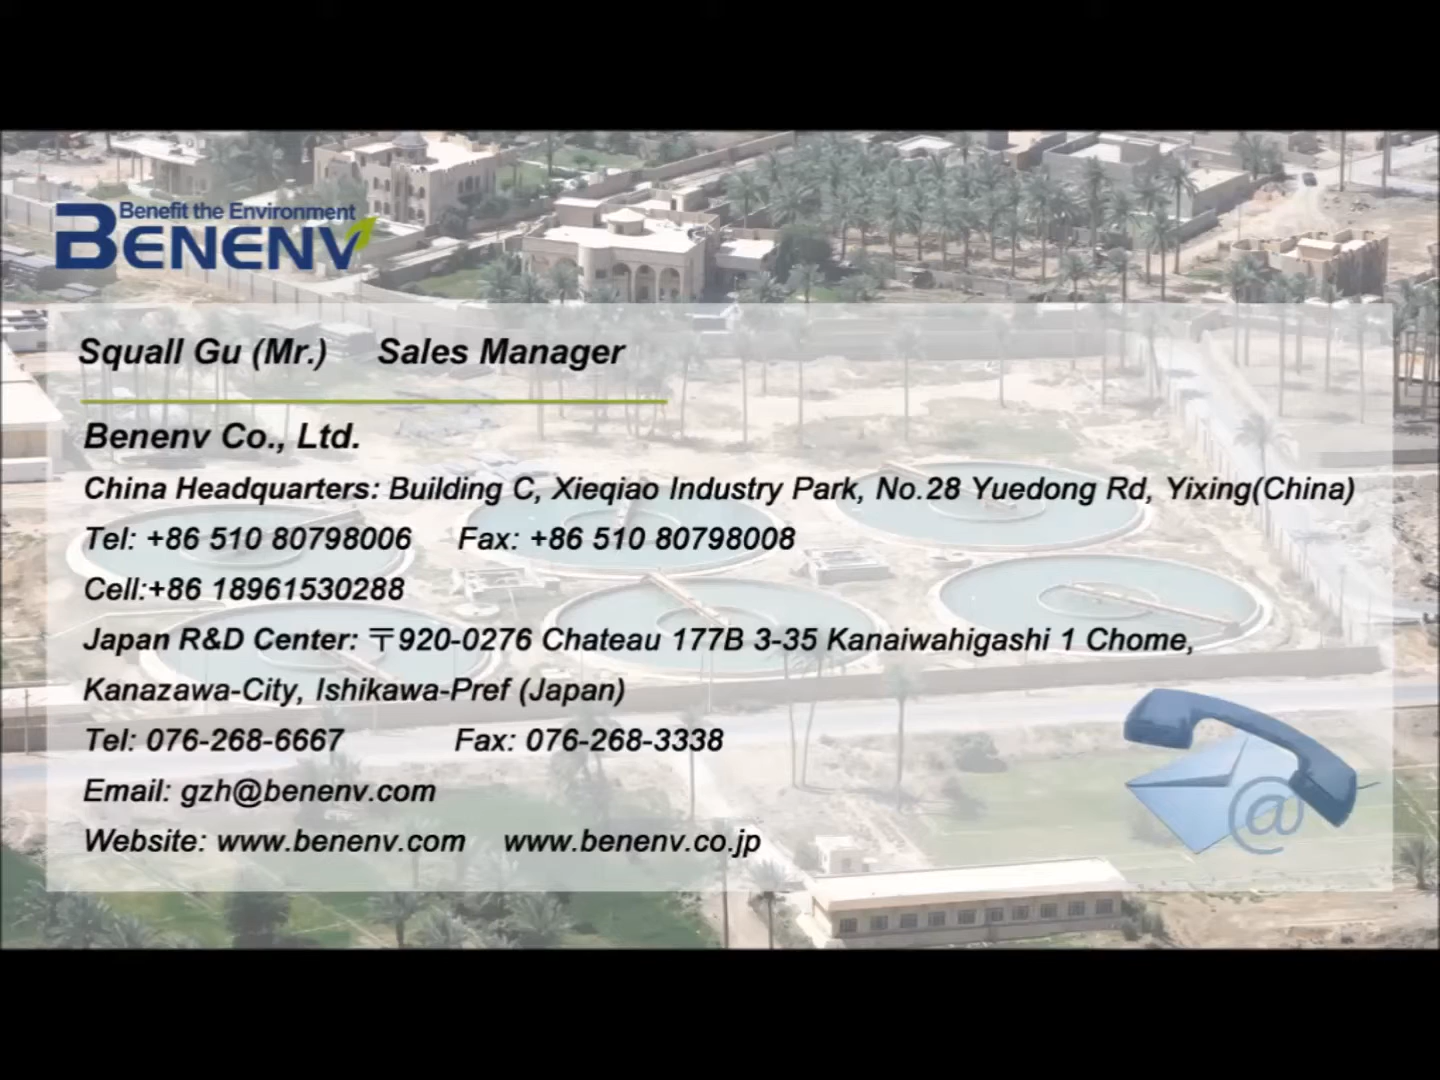 Benefit the Environment
BENENV
Squall Gu (Mr.) Sales Manager
Benenv Co., Ltd.
China Headquarters: Building C, Xieqiao Industry Park, No.28 Yuedong Rd, Yixing(China)
Tel: +86 510 80798006 Fax: +86 510 80798008
Cell:+86 18961530288
Japan R&D Center: 〒920-0276 Chateau 177B 3-35 Kanaiwahigashi 1 Chome,
Kanazawa-City, Ishikawa-Pref (Japan)
Tel: 076-268-6667 Fax: 076-268-3338
Email: gzh@benenv.com
Website: www.benenv.com www.benenv.co.jp
@